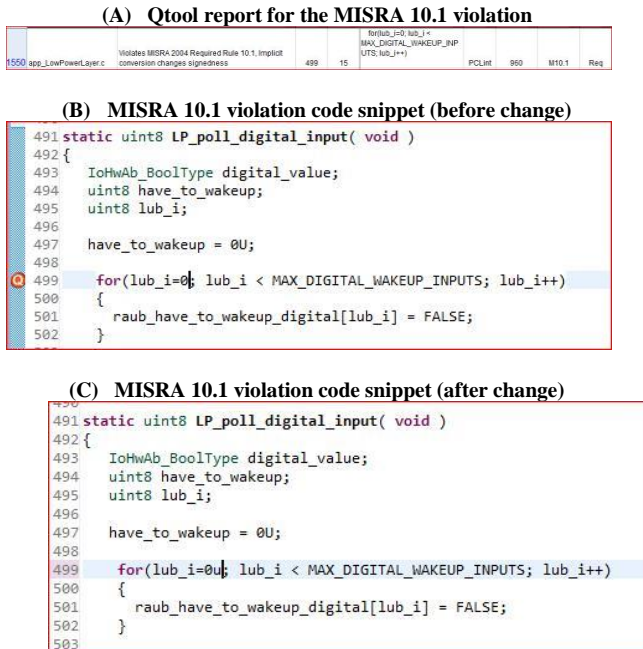 (A) Qtool report for the MISRA 10.1 violation
for(lub_i=0; lub_i <
MAX_DIGITAL_WAKEUP_INP
UTS; lub_i++)
Violates MISRA 2004 Required Rule 10.1, Implicit
conversion changes signedness
1550 app_LowPowerLayer.c 499 15 PCLint 960 M10.1 Req
(B) MISRA 10.1 violation code snippet (before change)
491 static uint8 LP_poll_digital_input( void )
492 {
493 IoHwAb_BoolType digital_value;
494 uint8 have_to_wakeup;
495 uint8 lub_i;
496
497 have_to_wakeup = 0U;
498
Q 499 for(lub_i=0; lub_i < MAX_DIGITAL_WAKEUP_INPUTS; lub_i++)
500 {
501 raub_have_to_wakeup_digital[lub_i] = FALSE;
502 }
(C) MISRA 10.1 violation code snippet (after change)
491 static uint8 LP_poll_digital_input( void )
492 {
493 IoHwAb_BoolType digital_value;
494 uint8 have_to_wakeup;
495 uint8 lub_i;
496
497 have_to_wakeup = 0U;
498
499 for(lub_i=0u; lub_i < MAX_DIGITAL_WAKEUP_INPUTS; lub_i++)
500 {
501 raub_have_to_wakeup_digital[lub_i] = FALSE;
502 }
503